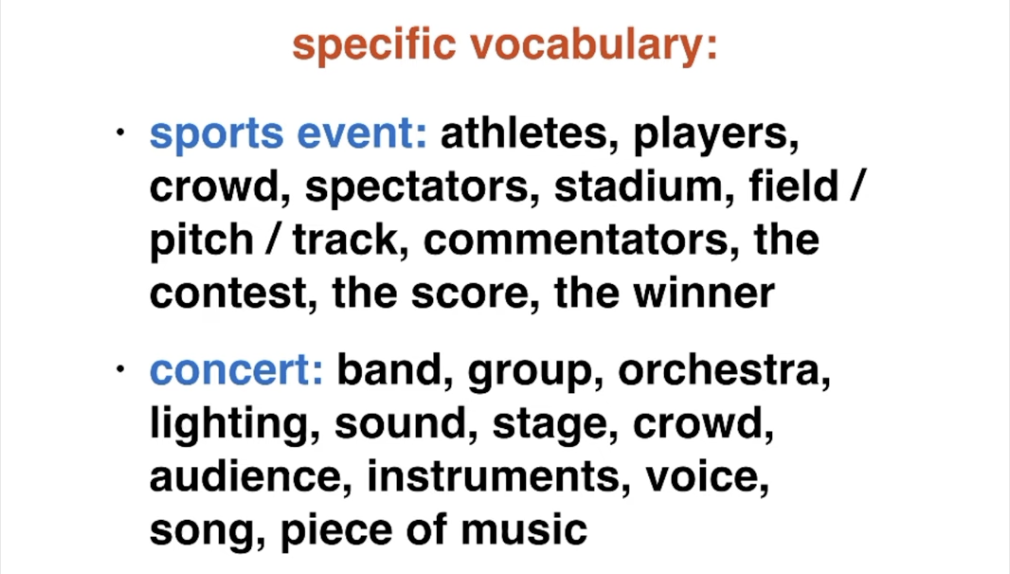 specific vocabulary:
• sports event: athletes, players,
crowd, spectators, stadium, field /
pitch / track, commentators, the
contest, the score, the winner
• concert: band, group, orchestra,
lighting, sound, stage, crowd,
audience, instruments, voice,
song, piece of music